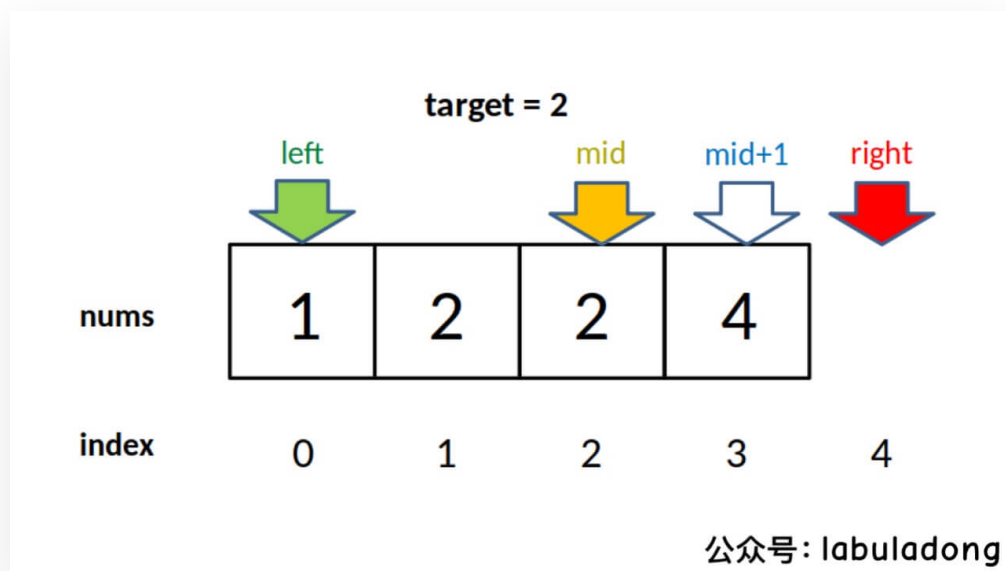 target = 2
left mid mid+1 right
nums 1 2 2 4
index 0 1 2 3 4
公众号：labuladong